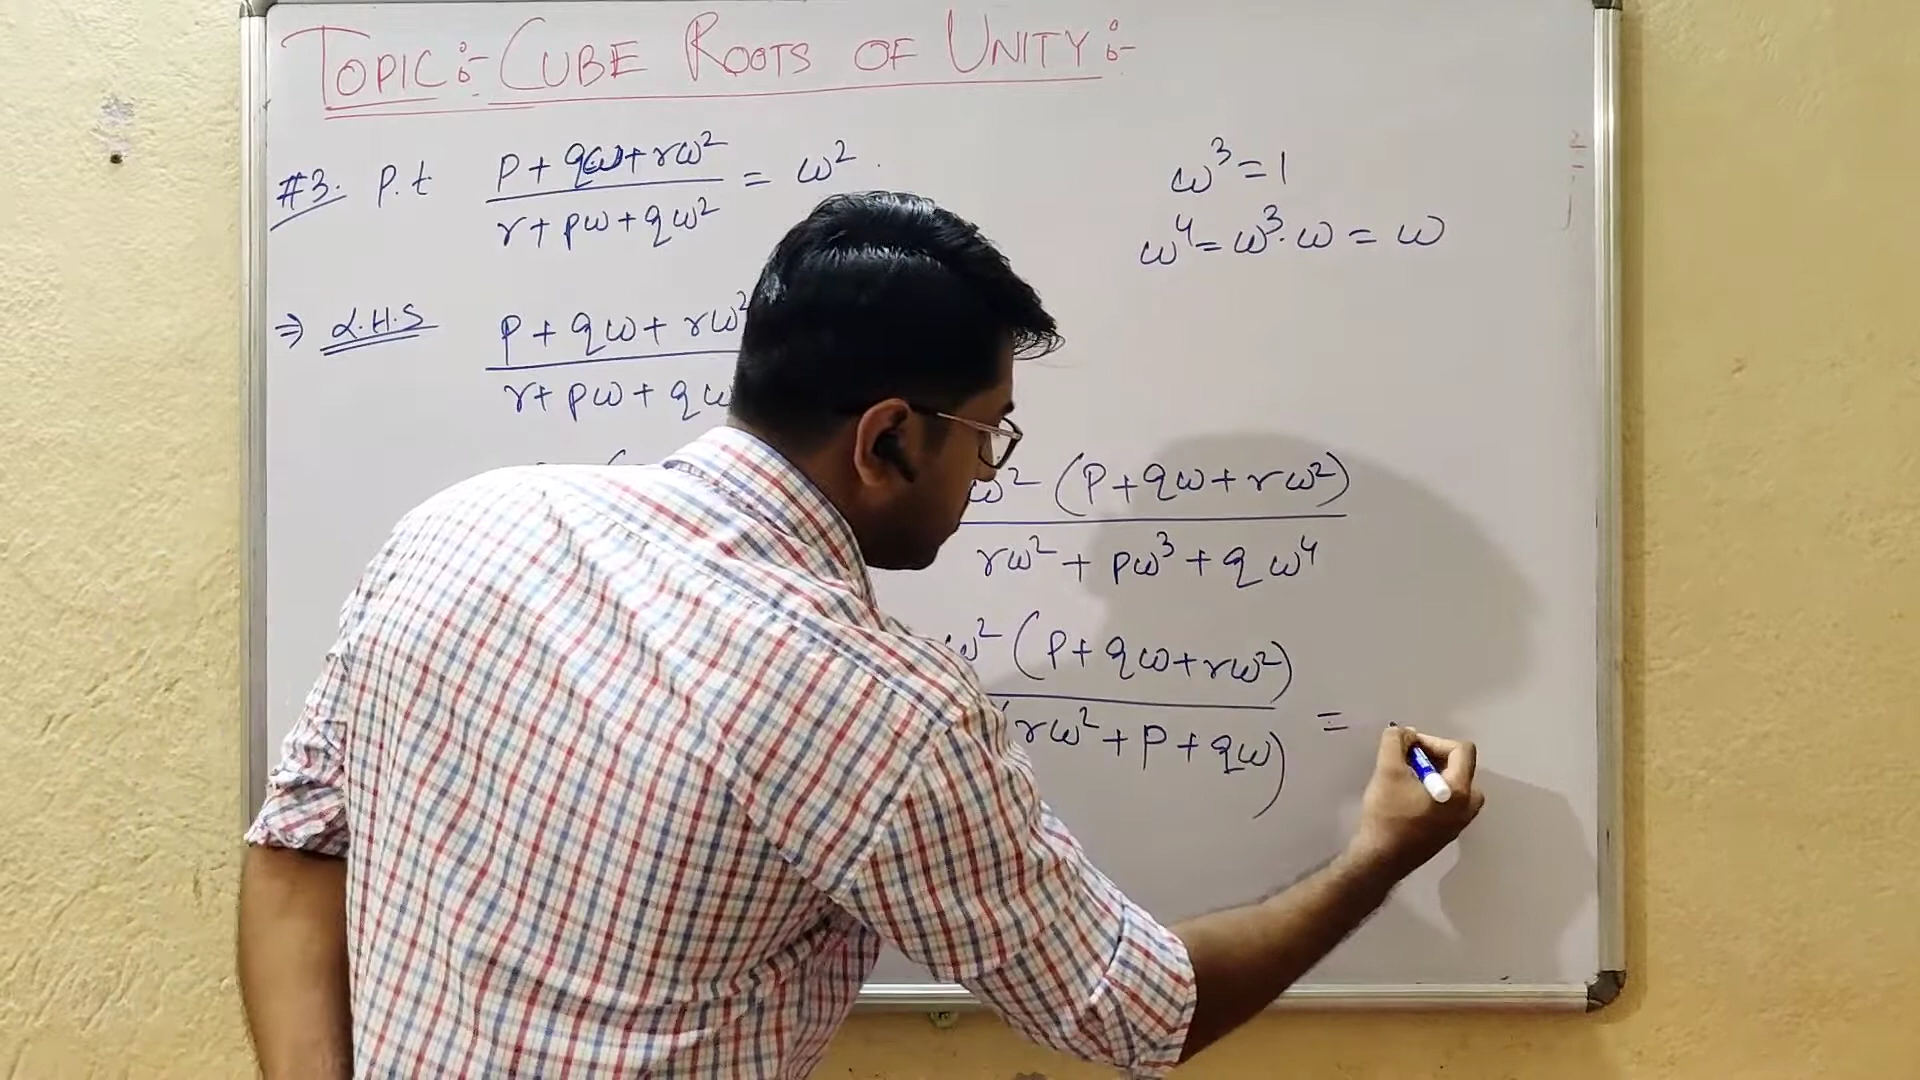 TOPIC:- CUBE ROOTS OF UNITY:-
#3. P.t (p + qω + rω²)/(r + pω + qω²) = ω²
ω³ = 1
ω⁴ = ω³·ω = ω
⇒ L.H.S
p + qω + rω²
r + pω + qω
ω² (p + qω + rω²)
rω² + pω³ + qω⁴
ω² (p + qω + rω²)
(rω² + p + qω) =